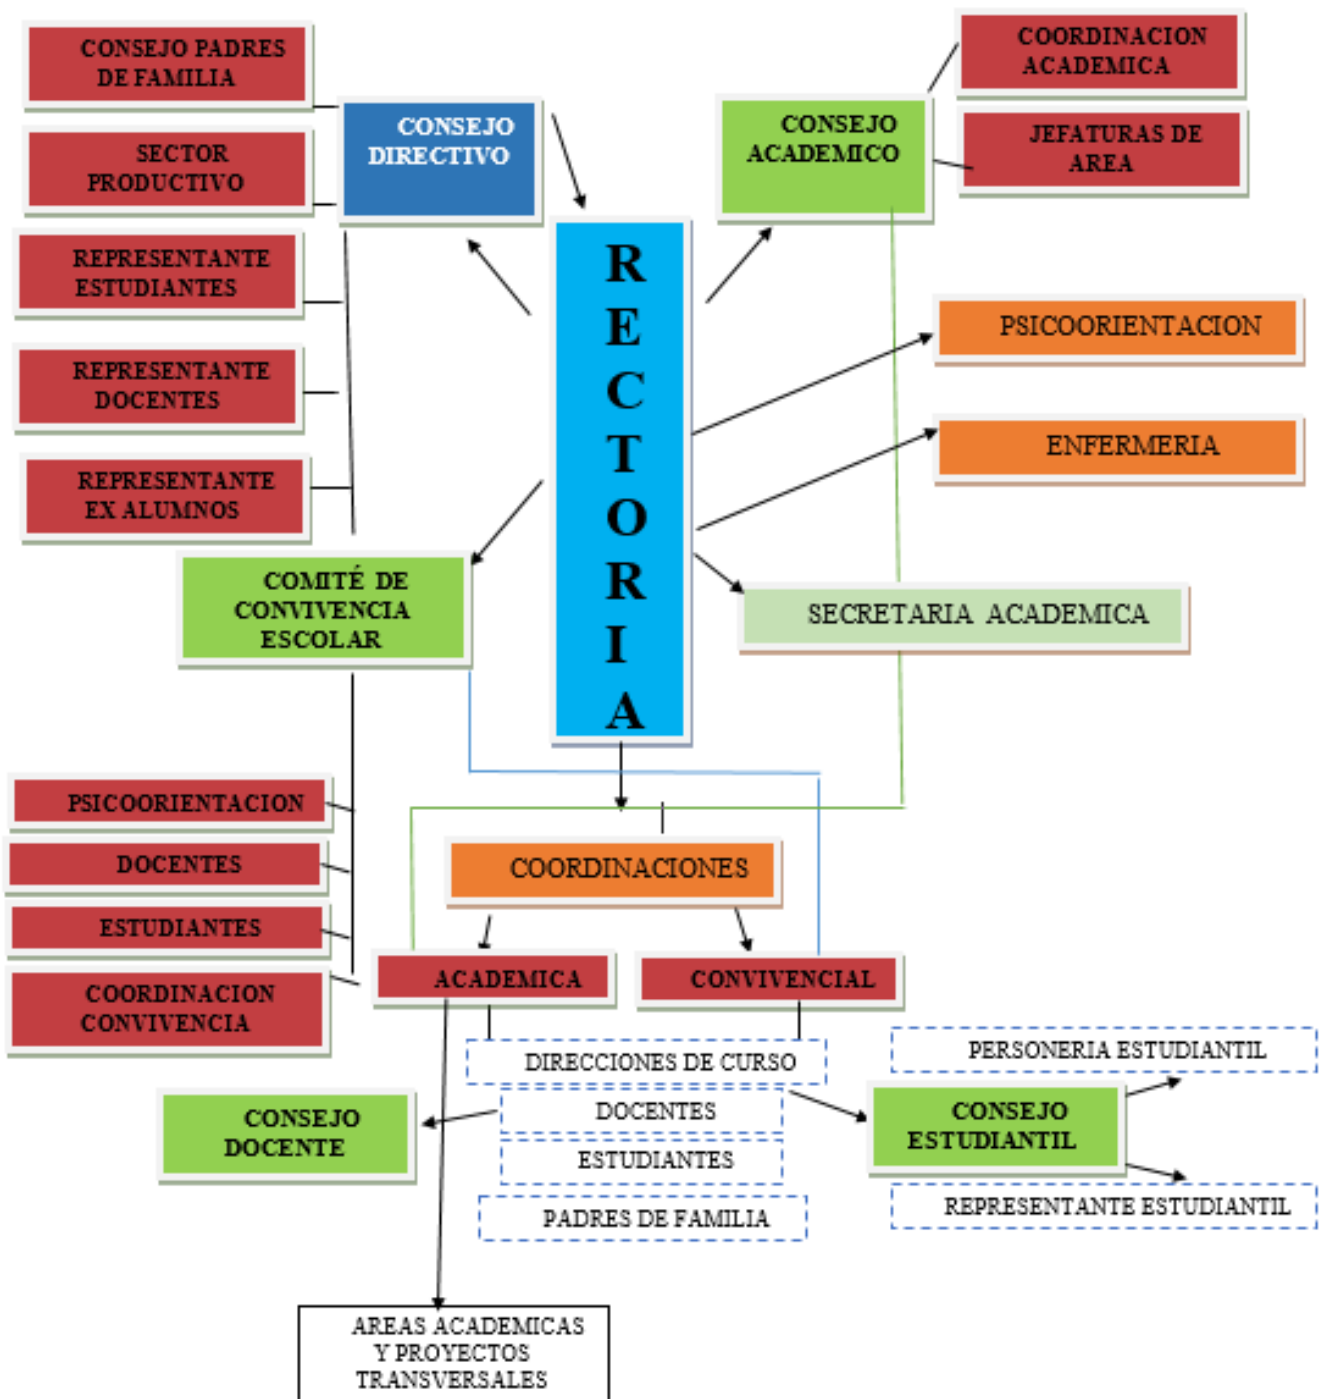 CONSEJO PADRES
DE FAMILIA
SECTOR
PRODUCTIVO
REPRESENTANTE
ESTUDIANTES
REPRESENTANTE
DOCENTES
REPRESENTANTE
EX ALUMNOS
CONSEJO
DIRECTIVO
CONSEJO
ACADEMICO
COORDINACION
ACADEMICA
JEFATURAS DE
AREA
R
E
C
T
O
R
I
A
PSICOORIENTACION
ENFERMERIA
SECRETARIA ACADEMICA
COMITÉ DE
CONVIVENCIA
ESCOLAR
PSICOORIENTACION
DOCENTES
ESTUDIANTES
COORDINACION
CONVIVENCIA
COORDINACIONES
ACADEMICA
CONVIVENCIAL
DIRECCIONES DE CURSO
DOCENTES
ESTUDIANTES
PADRES DE FAMILIA
CONSEJO
DOCENTE
CONSEJO
ESTUDIANTIL
PERSONERIA ESTUDIANTIL
REPRESENTANTE ESTUDIANTIL
AREAS ACADEMICAS
Y PROYECTOS
TRANSVERSALES